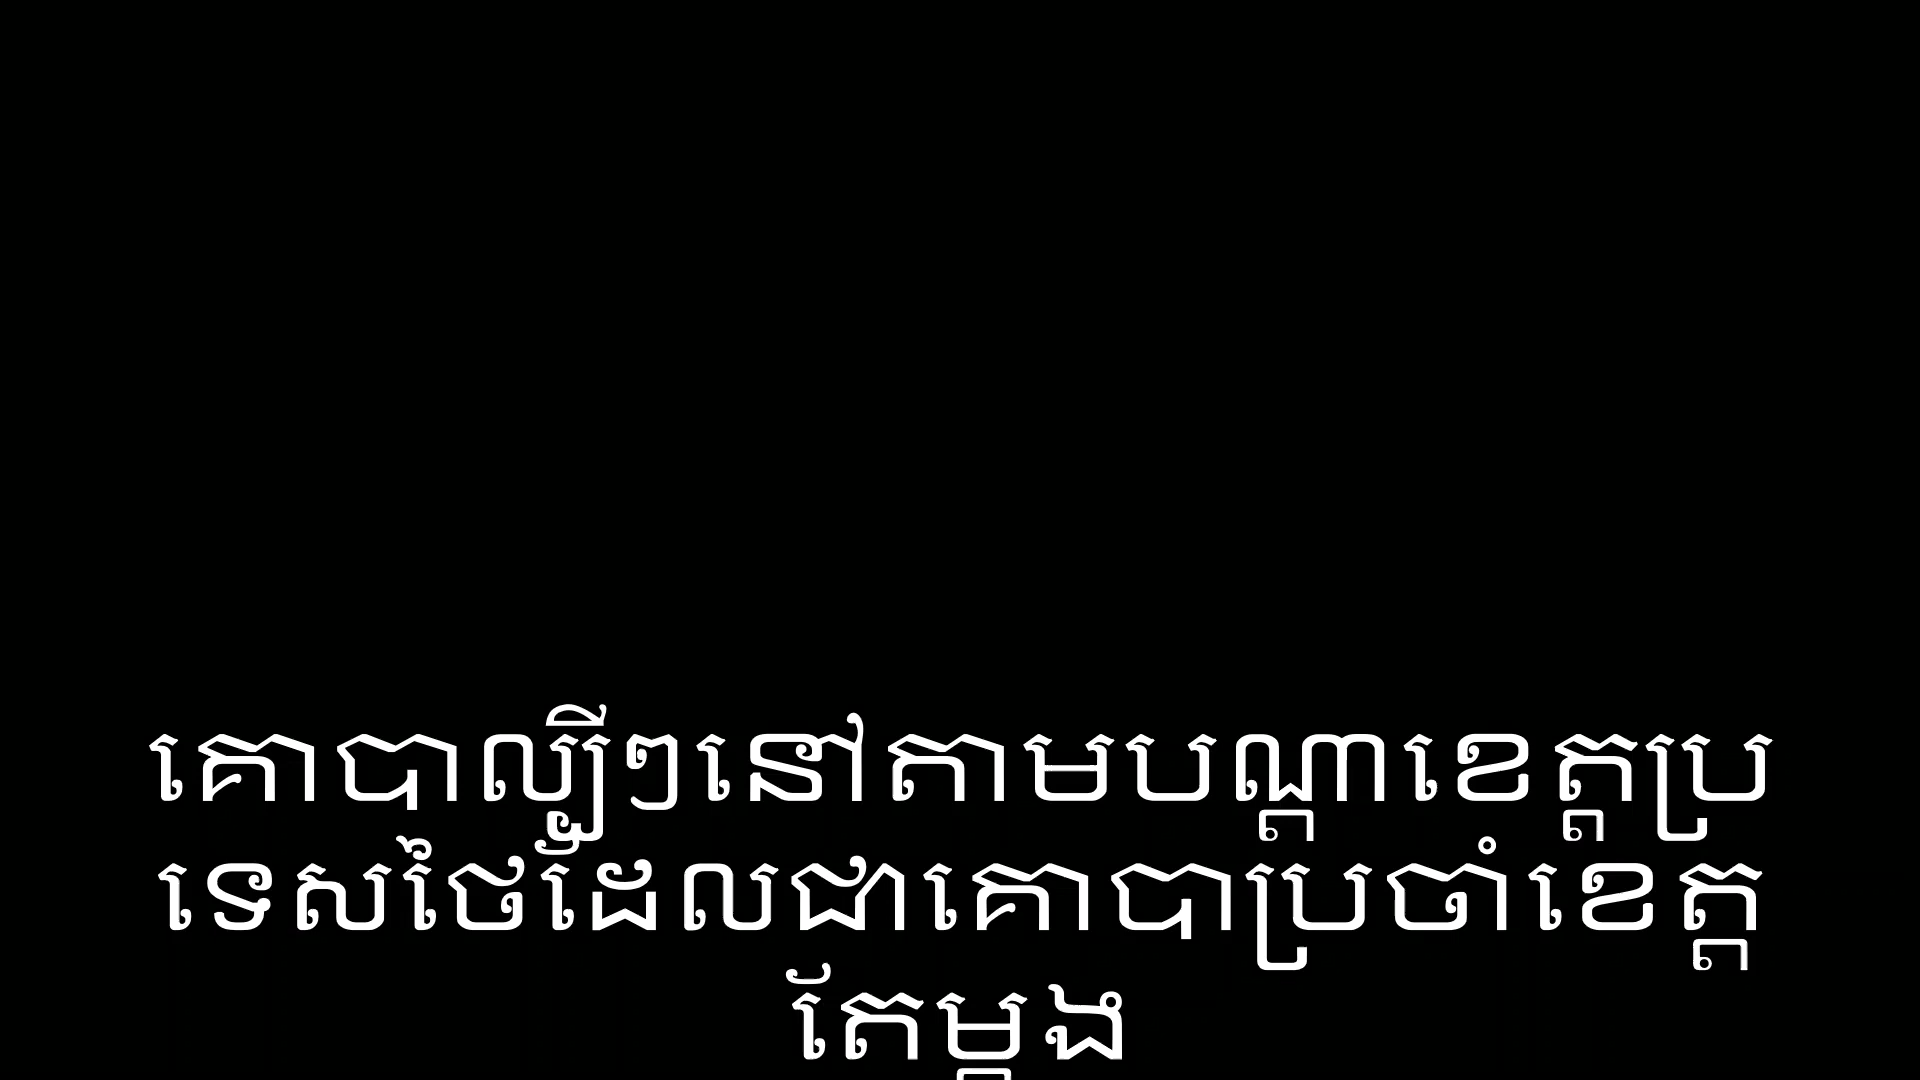 គោបាល្បីៗនៅតាមបណ្តាខេត្តប្រ
ទេសថៃដែលជាគោបាប្រចាំខេត្ត
តែម្តង